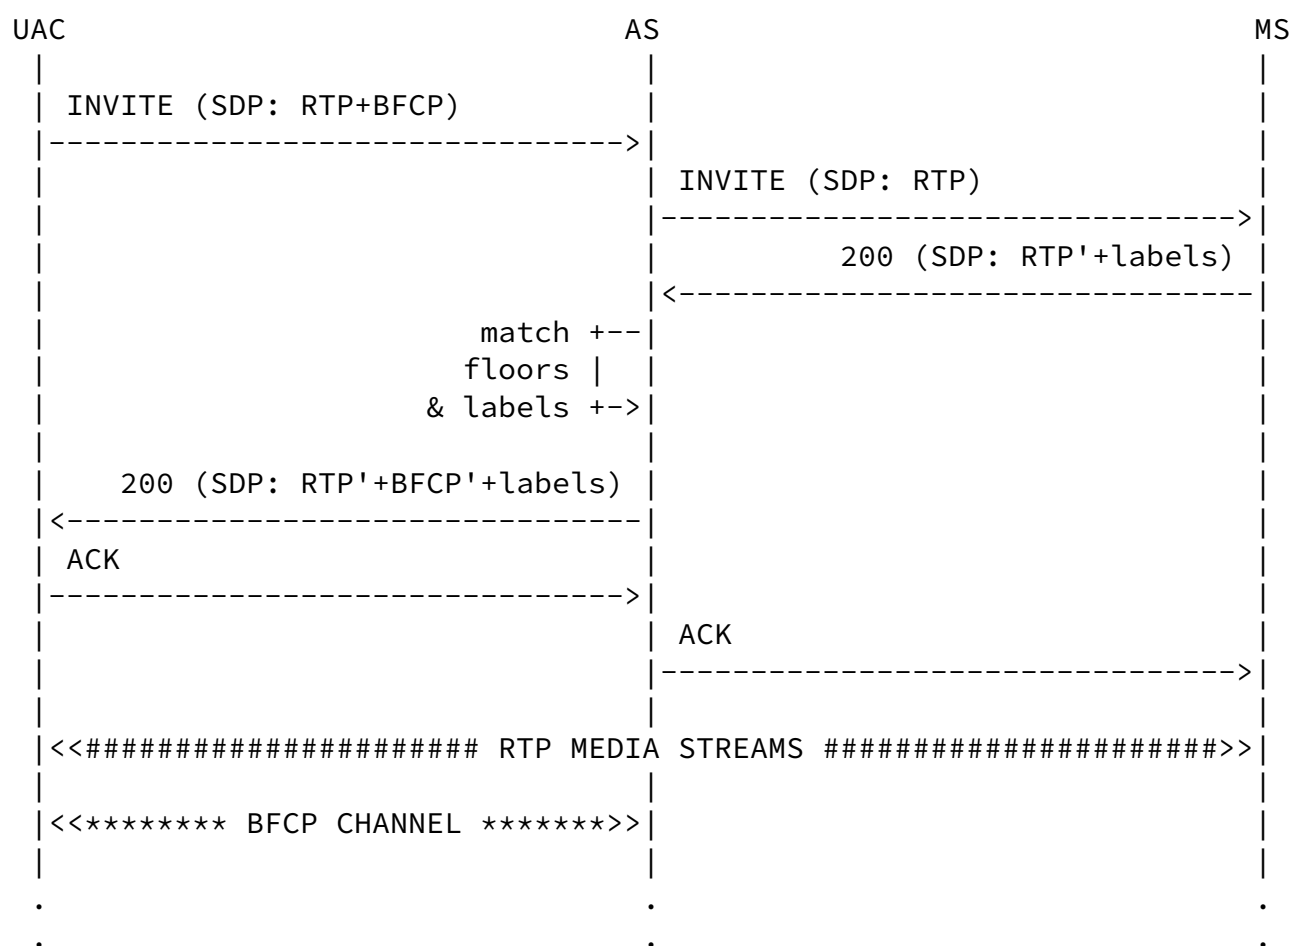 UAC AS MS
INVITE (SDP: RTP+BFCP)
INVITE (SDP: RTP)
200 (SDP: RTP'+labels)
match +--
floors |
& labels +->
200 (SDP: RTP'+BFCP'+labels)
ACK
ACK
<<###################### RTP MEDIA STREAMS ######################>>
<<******** BFCP CHANNEL *******>>